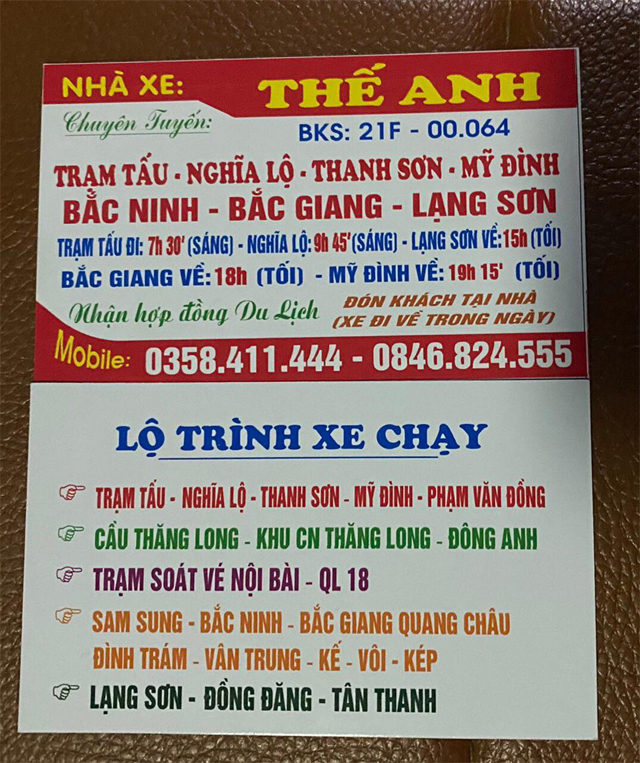 NHÀ XE: THẾ ANH
Chuyên Tuyến:
BKS: 21F - 00.064
TRẠM TẤU - NGHĨA LỘ - THANH SƠN - MỸ ĐÌNH
BẮC NINH - BẮC GIANG - LẠNG SƠN
TRẠM TẤU ĐI: 7h 30' (SÁNG) - NGHĨA LỘ: 9h 45' (SÁNG) - LẠNG SƠN VỀ: 15h (TỐI)
BẮC GIANG VỀ: 18h (TỐI) - MỸ ĐÌNH VỀ: 19h 15' (TỐI)
Nhận hợp đồng Du Lịch
ĐÓN KHÁCH TẠI NHÀ
(XE ĐI VỀ TRONG NGÀY)
Mobile: 0358.411.444 - 0846.824.555
LỘ TRÌNH XE CHẠY
TRẠM TẤU - NGHĨA LỘ - THANH SƠN - MỸ ĐÌNH - PHẠM VĂN ĐỒNG
CẦU THĂNG LONG - KHU CN THĂNG LONG - ĐÔNG ANH
TRẠM SOÁT VÉ NỘI BÀI - QL 18
SAM SUNG - BẮC NINH - BẮC GIANG QUANG CHÂU
ĐÌNH TRÁM - VÂN TRUNG - KẾ - VÔI - KÉP
LẠNG SƠN - ĐỒNG ĐĂNG - TÂN THANH